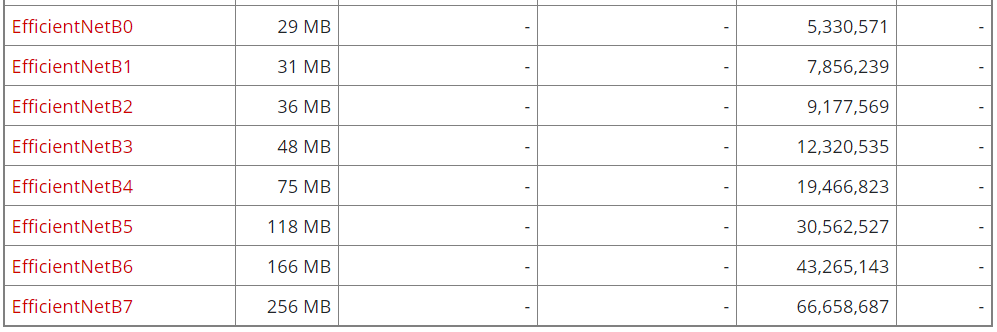 EfficientNetB0 29 MB - - 5,330,571 -
EfficientNetB1 31 MB - - 7,856,239 -
EfficientNetB2 36 MB - - 9,177,569 -
EfficientNetB3 48 MB - - 12,320,535 -
EfficientNetB4 75 MB - - 19,466,823 -
EfficientNetB5 118 MB - - 30,562,527 -
EfficientNetB6 166 MB - - 43,265,143 -
EfficientNetB7 256 MB - - 66,658,687 -